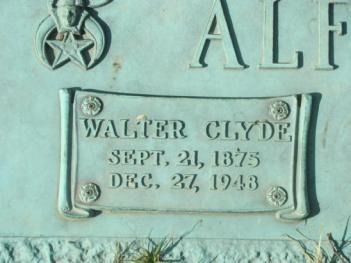 ALF
WALTER CLYDE
SEPT. 21, 1875
DEC. 27, 1948